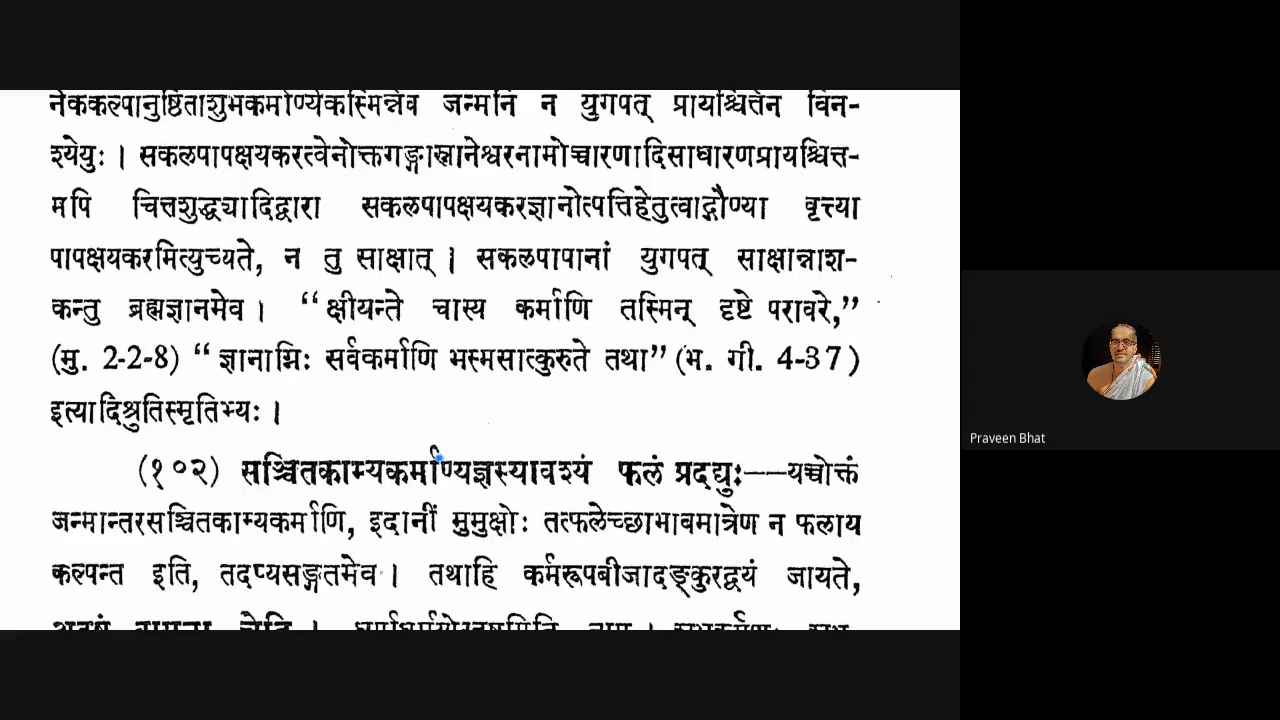 नेककल्पानुष्ठिताशुभकर्माण्येकस्मिन्नेव जन्मनि न युगपत् प्रायश्चित्तेन विन-
श्येयुः । सकलपापक्षयकरत्वेनोक्तगङ्गास्नानेश्वरनामोच्चारणादिसाधारणप्रायश्चित्त-
मपि चित्तशुद्ध्यादिद्वारा सकलपापक्षयकरज्ञानोत्पत्तिहेतुत्वाद्गौण्या वृत्त्या
पापक्षयकरमित्युच्यते, न तु साक्षात् । सकलपापानां युगपत् साक्षान्नाश-
कन्तु ब्रह्मज्ञानमेव । “क्षीयन्ते चास्य कर्माणि तस्मिन् दृष्टे परावरे,”
(मु. 2-2-8) “ ज्ञानाग्निः सर्वकर्माणि भस्मसात्कुरुते तथा” (भ. गी. 4-37)
इत्यादिश्रुतिस्मृतिभ्यः ।
(१०२) सञ्चितकाम्यकर्माण्यज्ञस्यावश्यं फलं प्रदद्युः——यच्चोक्तं
जन्मान्तरसञ्चितकाम्यकर्माणि, इदानीं मुमुक्षोः तत्फलेच्छाभावमात्रेण न फलाय
कल्पन्त इति, तदप्यसङ्गतमेव । तथाहि कर्मरूपबीजादङ्कुरद्वयं जायते,
Praveen Bhat